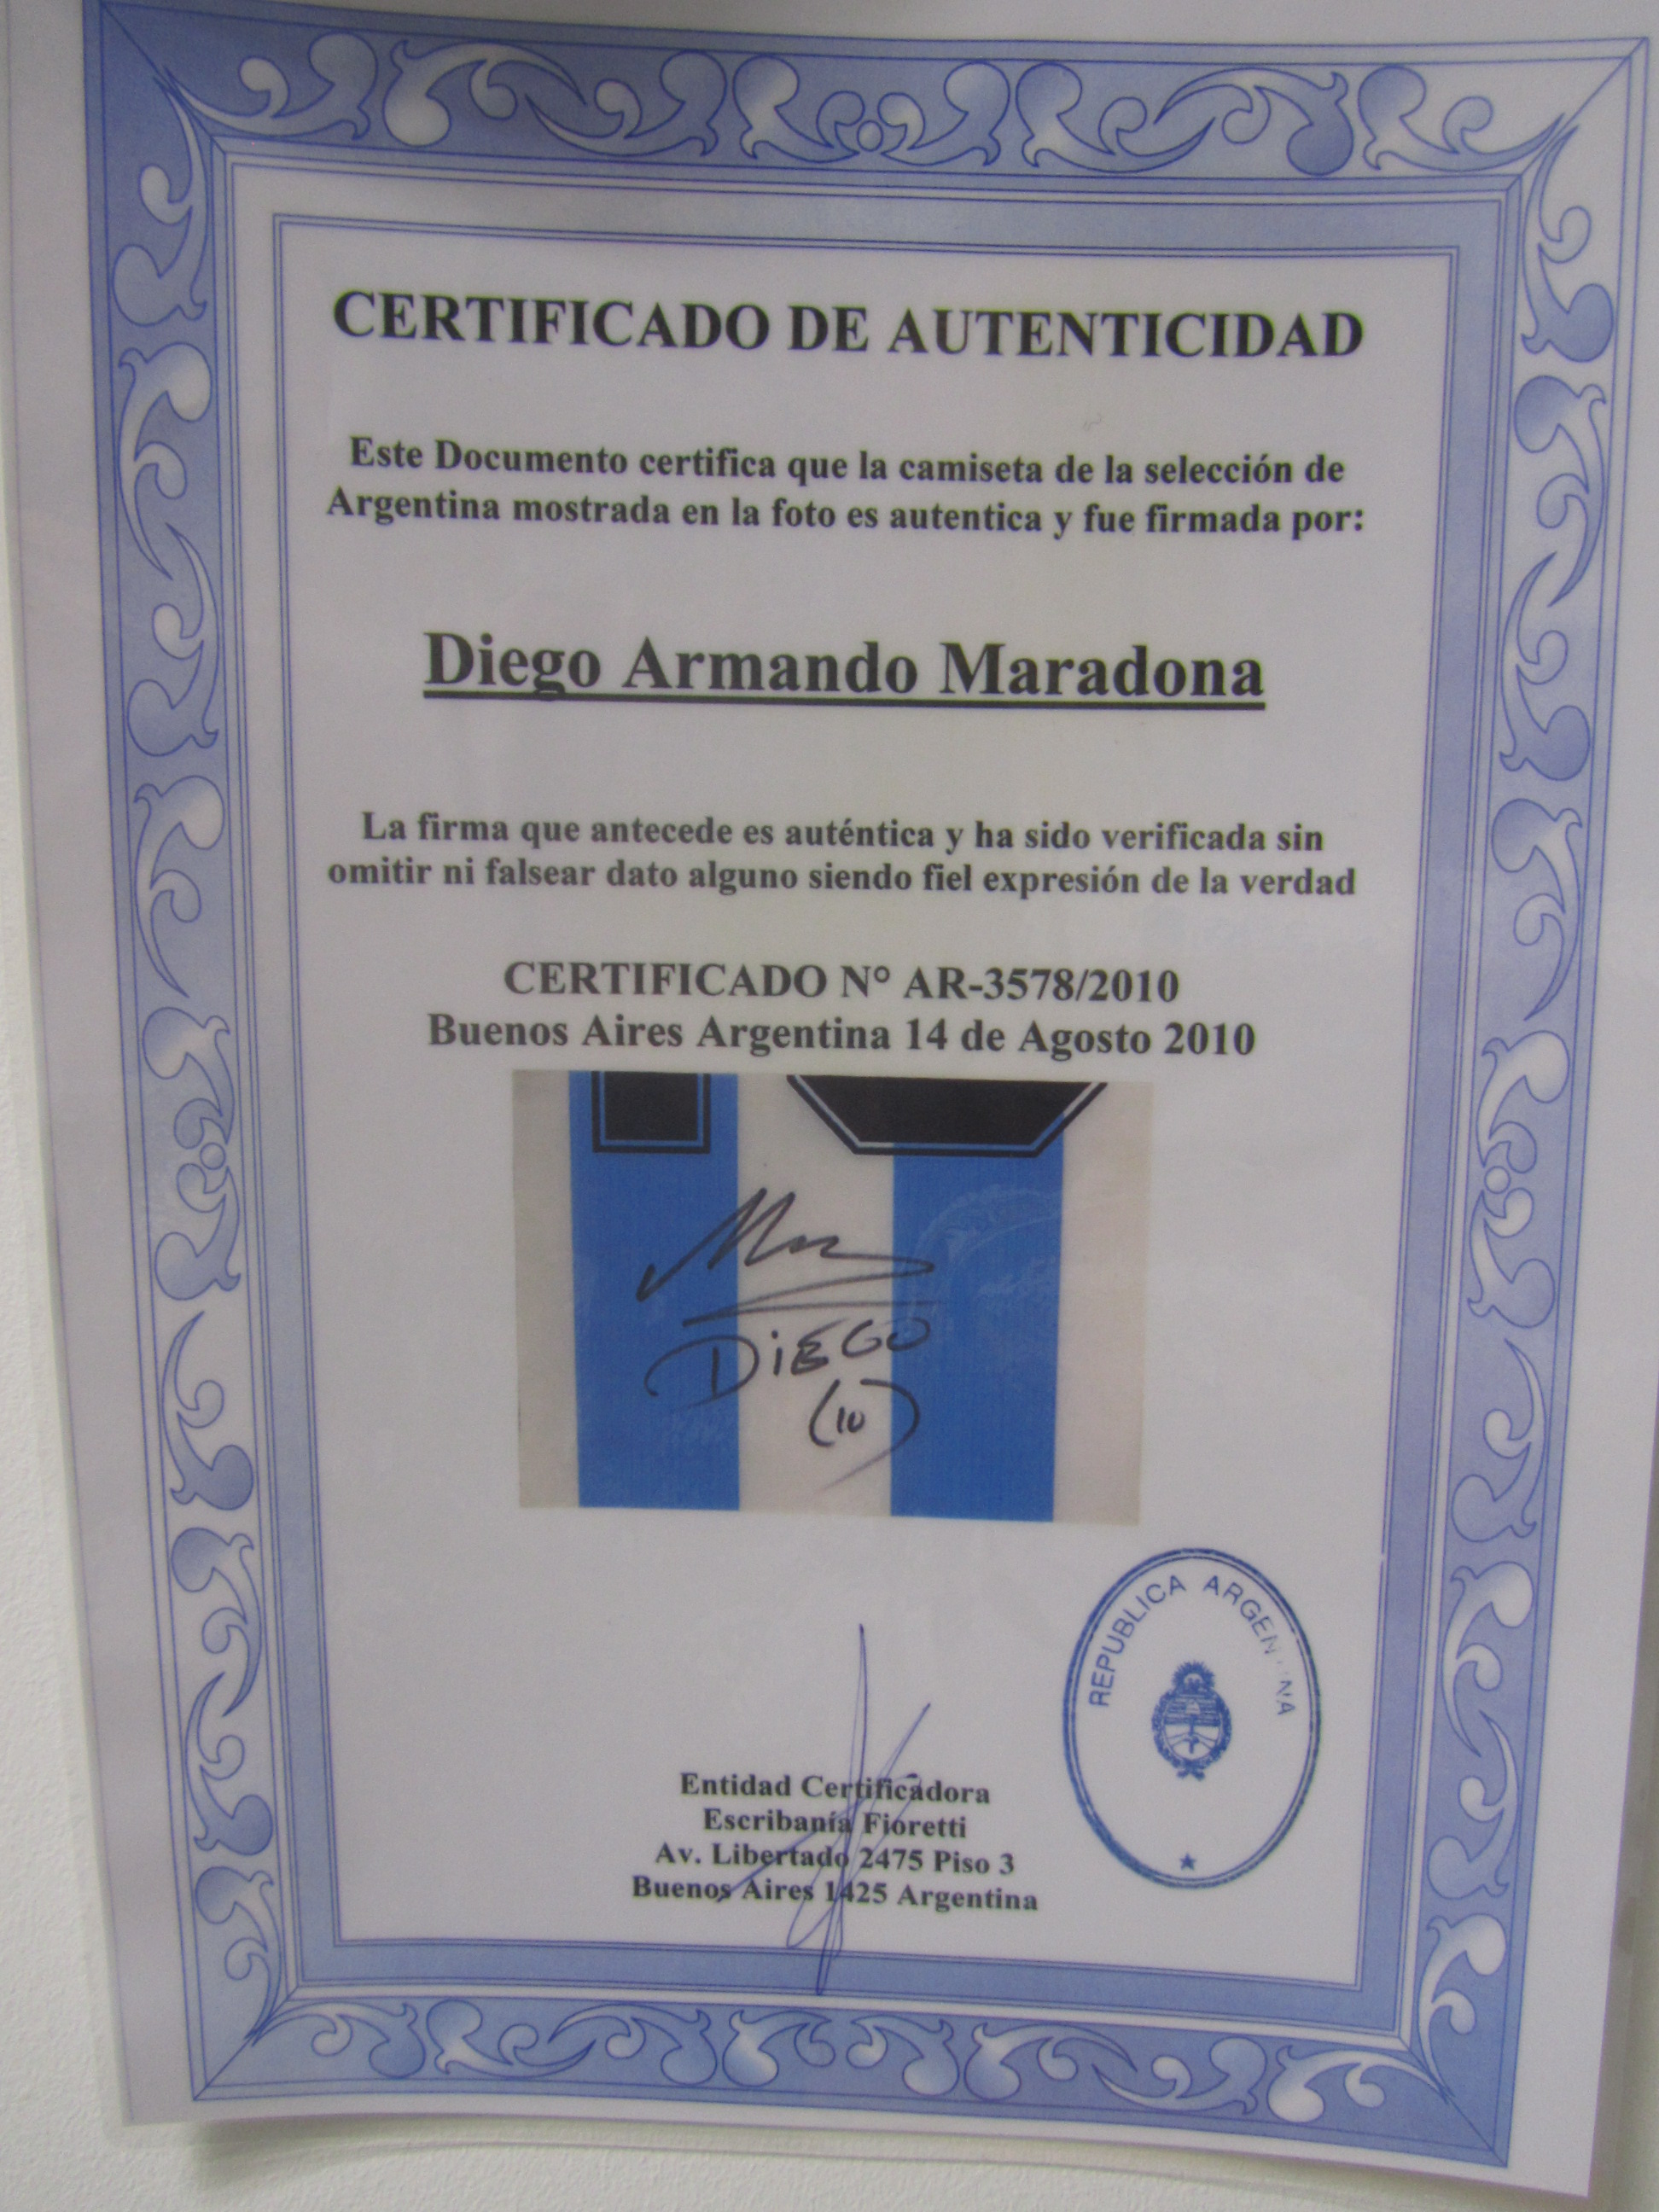 CERTIFICADO DE AUTENTICIDAD
Este Documento certifica que la camiseta de la selección de
Argentina mostrada en la foto es autentica y fue firmada por:
Diego Armando Maradona
La firma que antecede es auténtica y ha sido verificada sin
omitir ni falsear dato alguno siendo fiel expresión de la verdad
CERTIFICADO N° AR-3578/2010
Buenos Aires Argentina 14 de Agosto 2010
DiEGO
(10)
REPUBLICA ARGENTINA
Entidad Certificadora
Escribanía Fioretti
Av. Libertado 2475 Piso 3
Buenos Aires 1425 Argentina